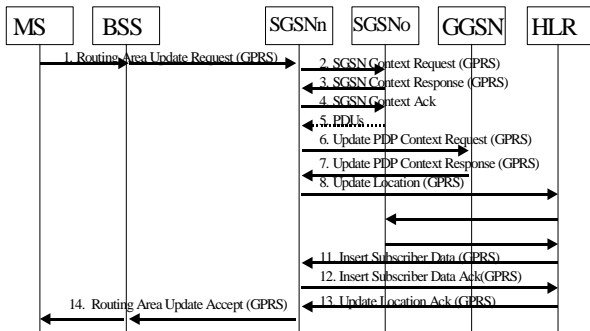 MS BSS SGSNn SGSNo GGSN HLR
1. Routing Area Update Request (GPRS)
2. SGSN Context Request (GPRS)
3. SGSN Context Response (GPRS)
4. SGSN Context Ack
5. PDUs
6. Update PDP Context Request (GPRS)
7. Update PDP Context Response (GPRS)
8. Update Location (GPRS)
11. Insert Subscriber Data (GPRS)
12. Insert Subscriber Data Ack(GPRS)
13. Update Location Ack (GPRS)
14. Routing Area Update Accept (GPRS)